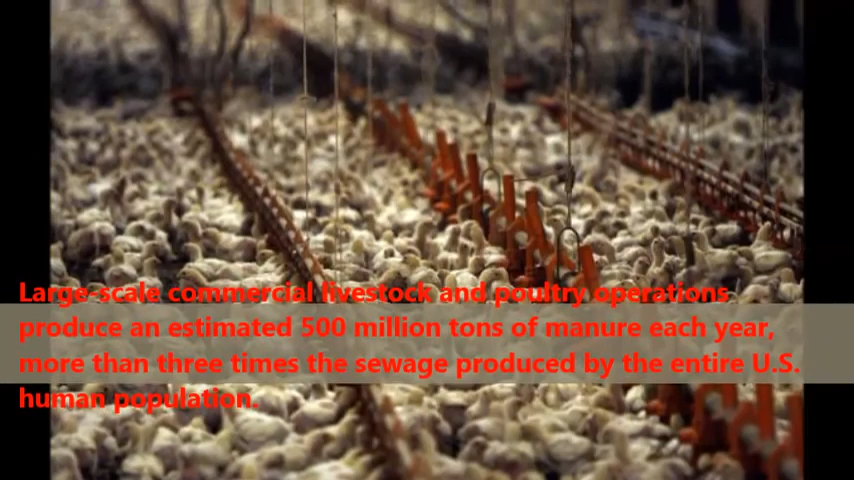 Large-scale commercial livestock and poultry operations
produce an estimated 500 million tons of manure each year,
more than three times the sewage produced by the entire U.S.
human population.